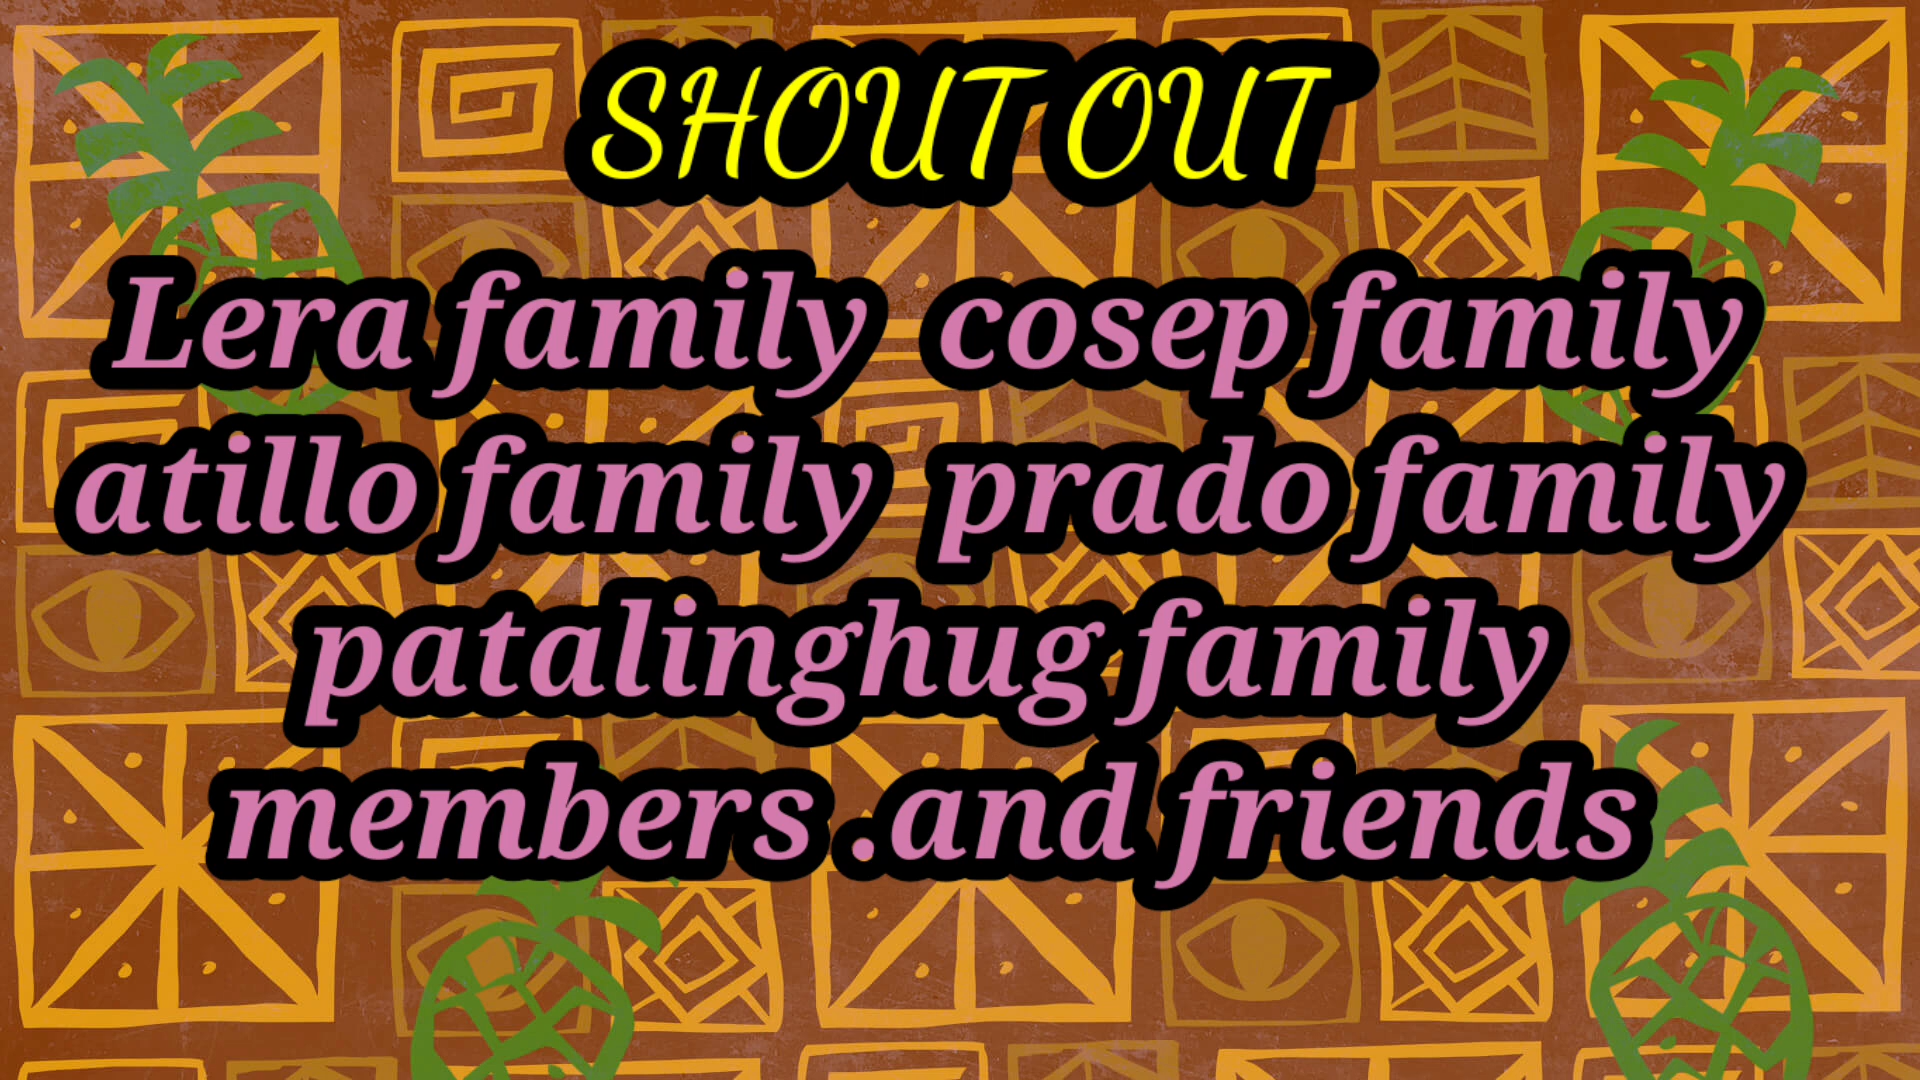 SHOUT OUT
Lera family cosep family
atillo family prado family
patalinghug family
members .and friends